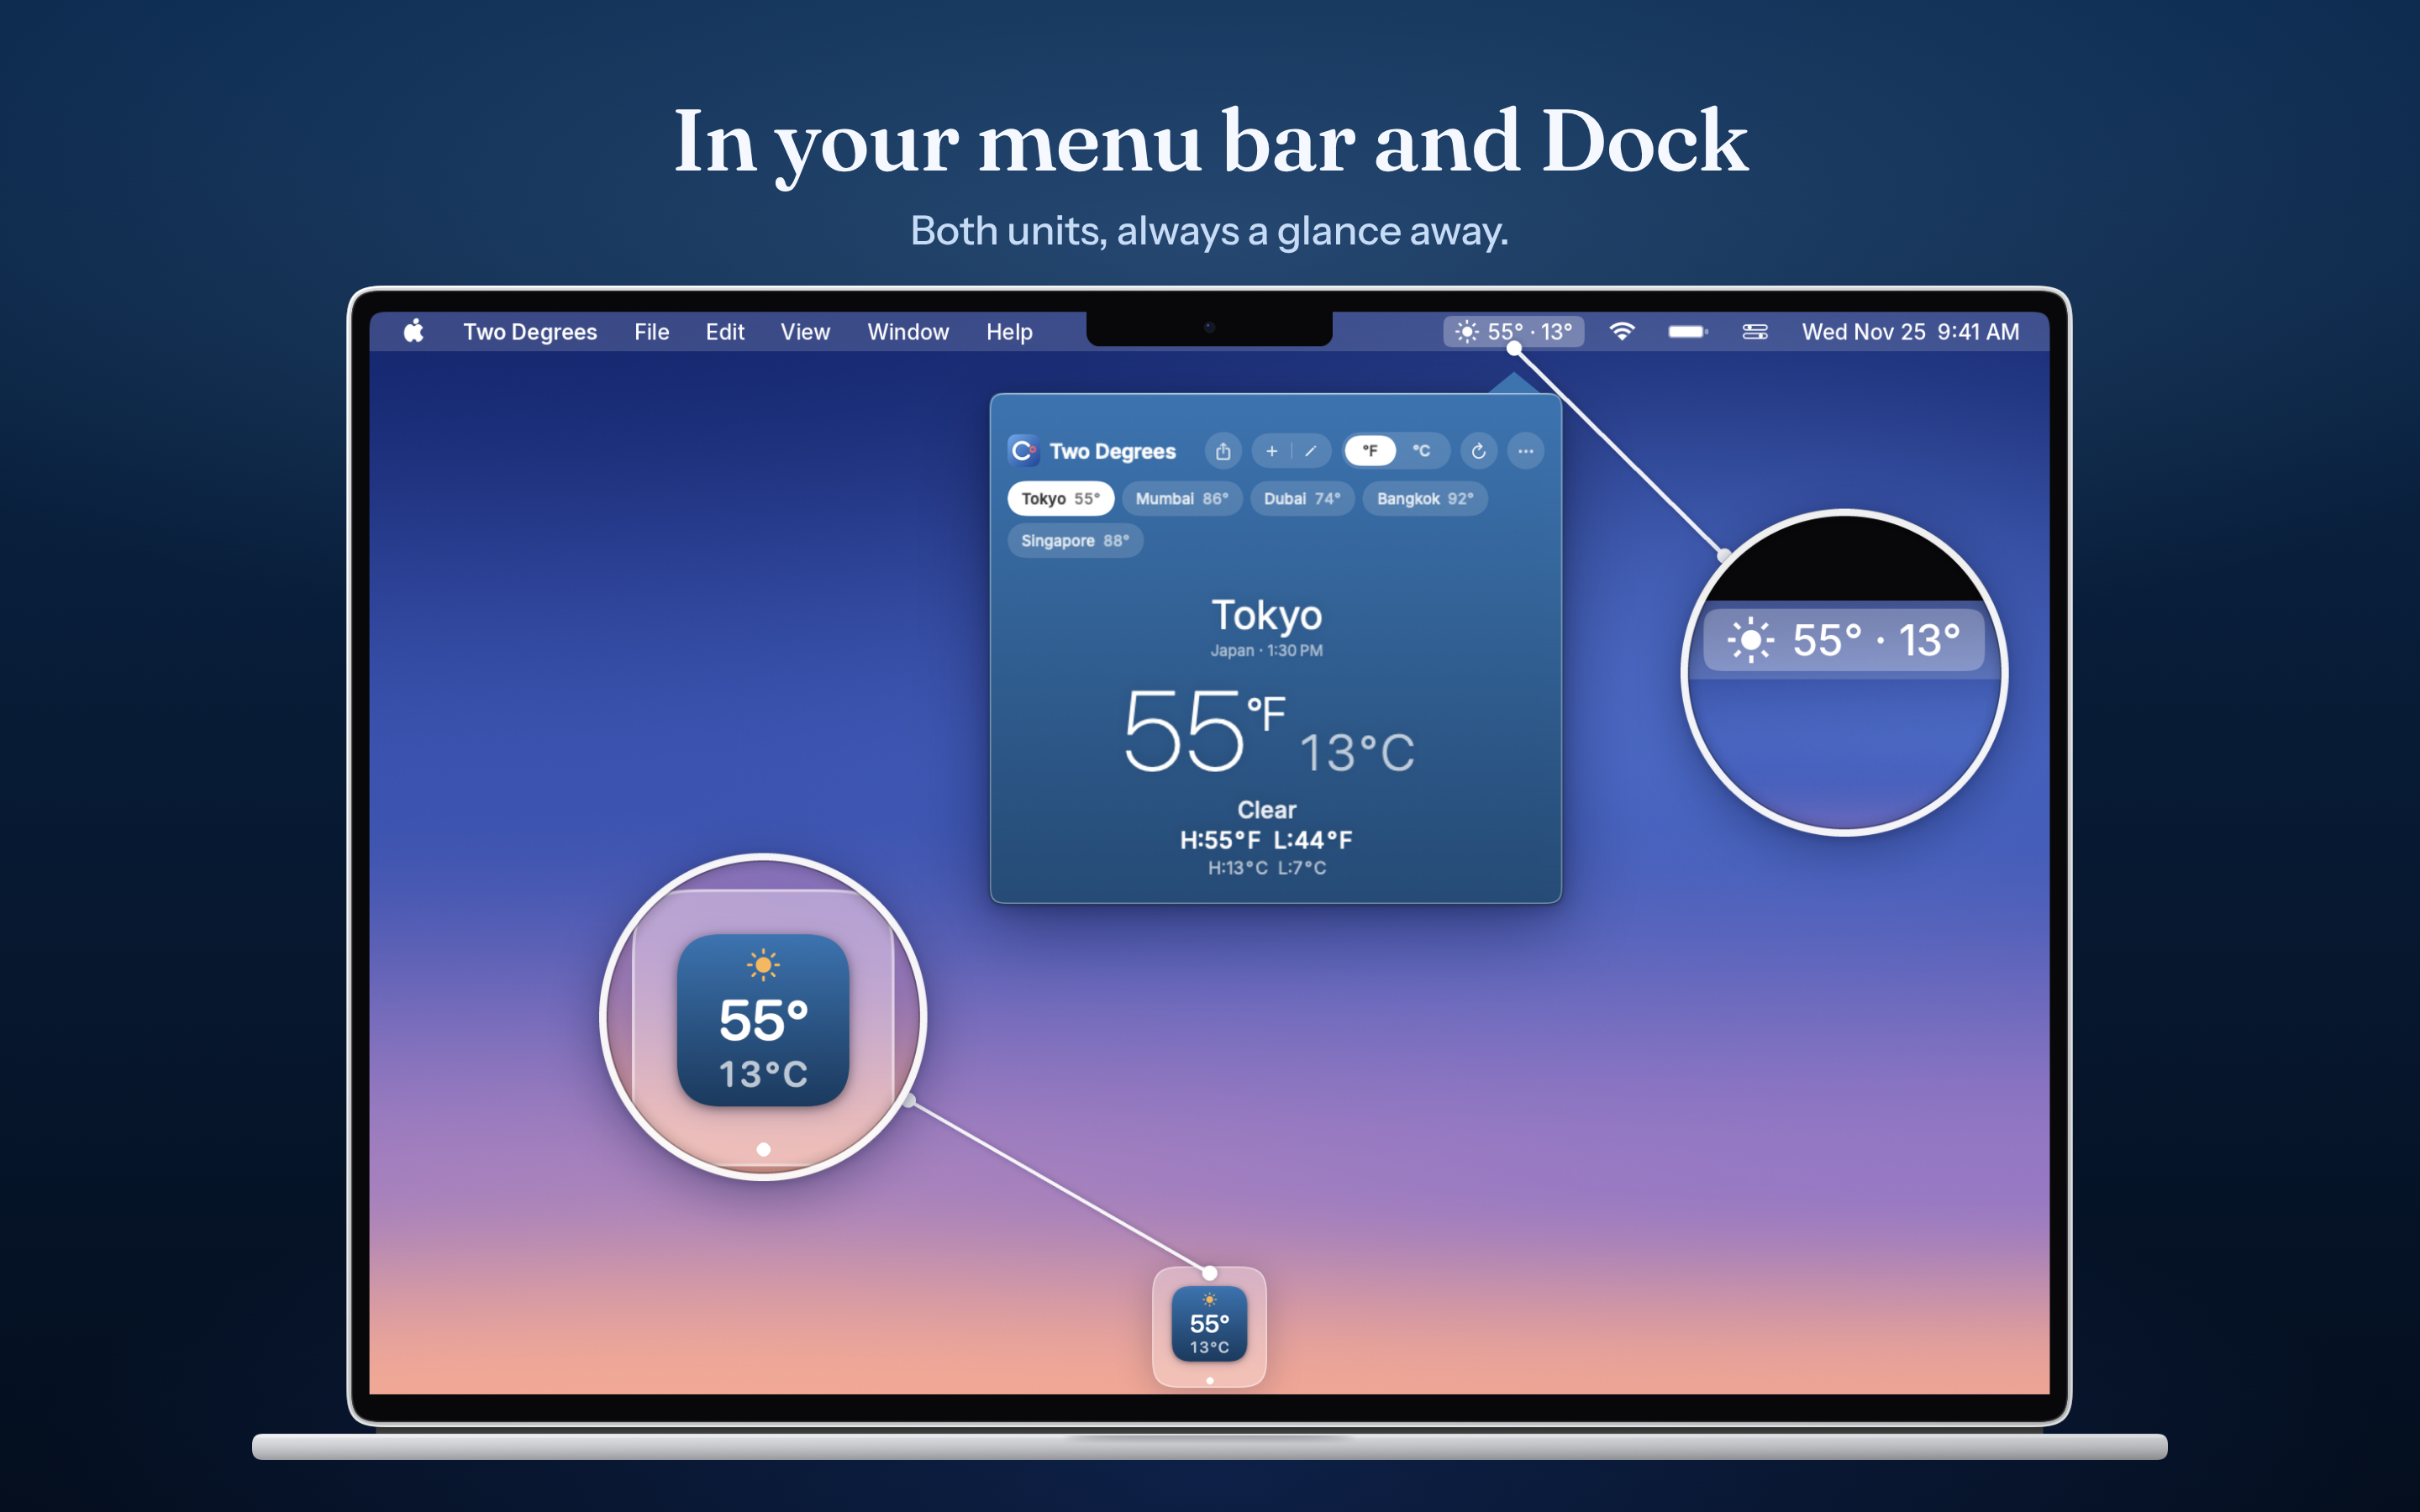 In your menu bar and Dock
Both units, always a glance away.
Two Degrees File Edit View Window Help 55° · 13° Wed Nov 25 9:41 AM
Two Degrees °F °C
Tokyo 55° Mumbai 86° Dubai 74° Bangkok 92°
Singapore 88°
Tokyo
Japan · 1:30 PM
55°F 13°C
Clear
H:55°F L:44°F
H:13°C L:7°C
55° · 13°
55°
13°C
55°
13°C